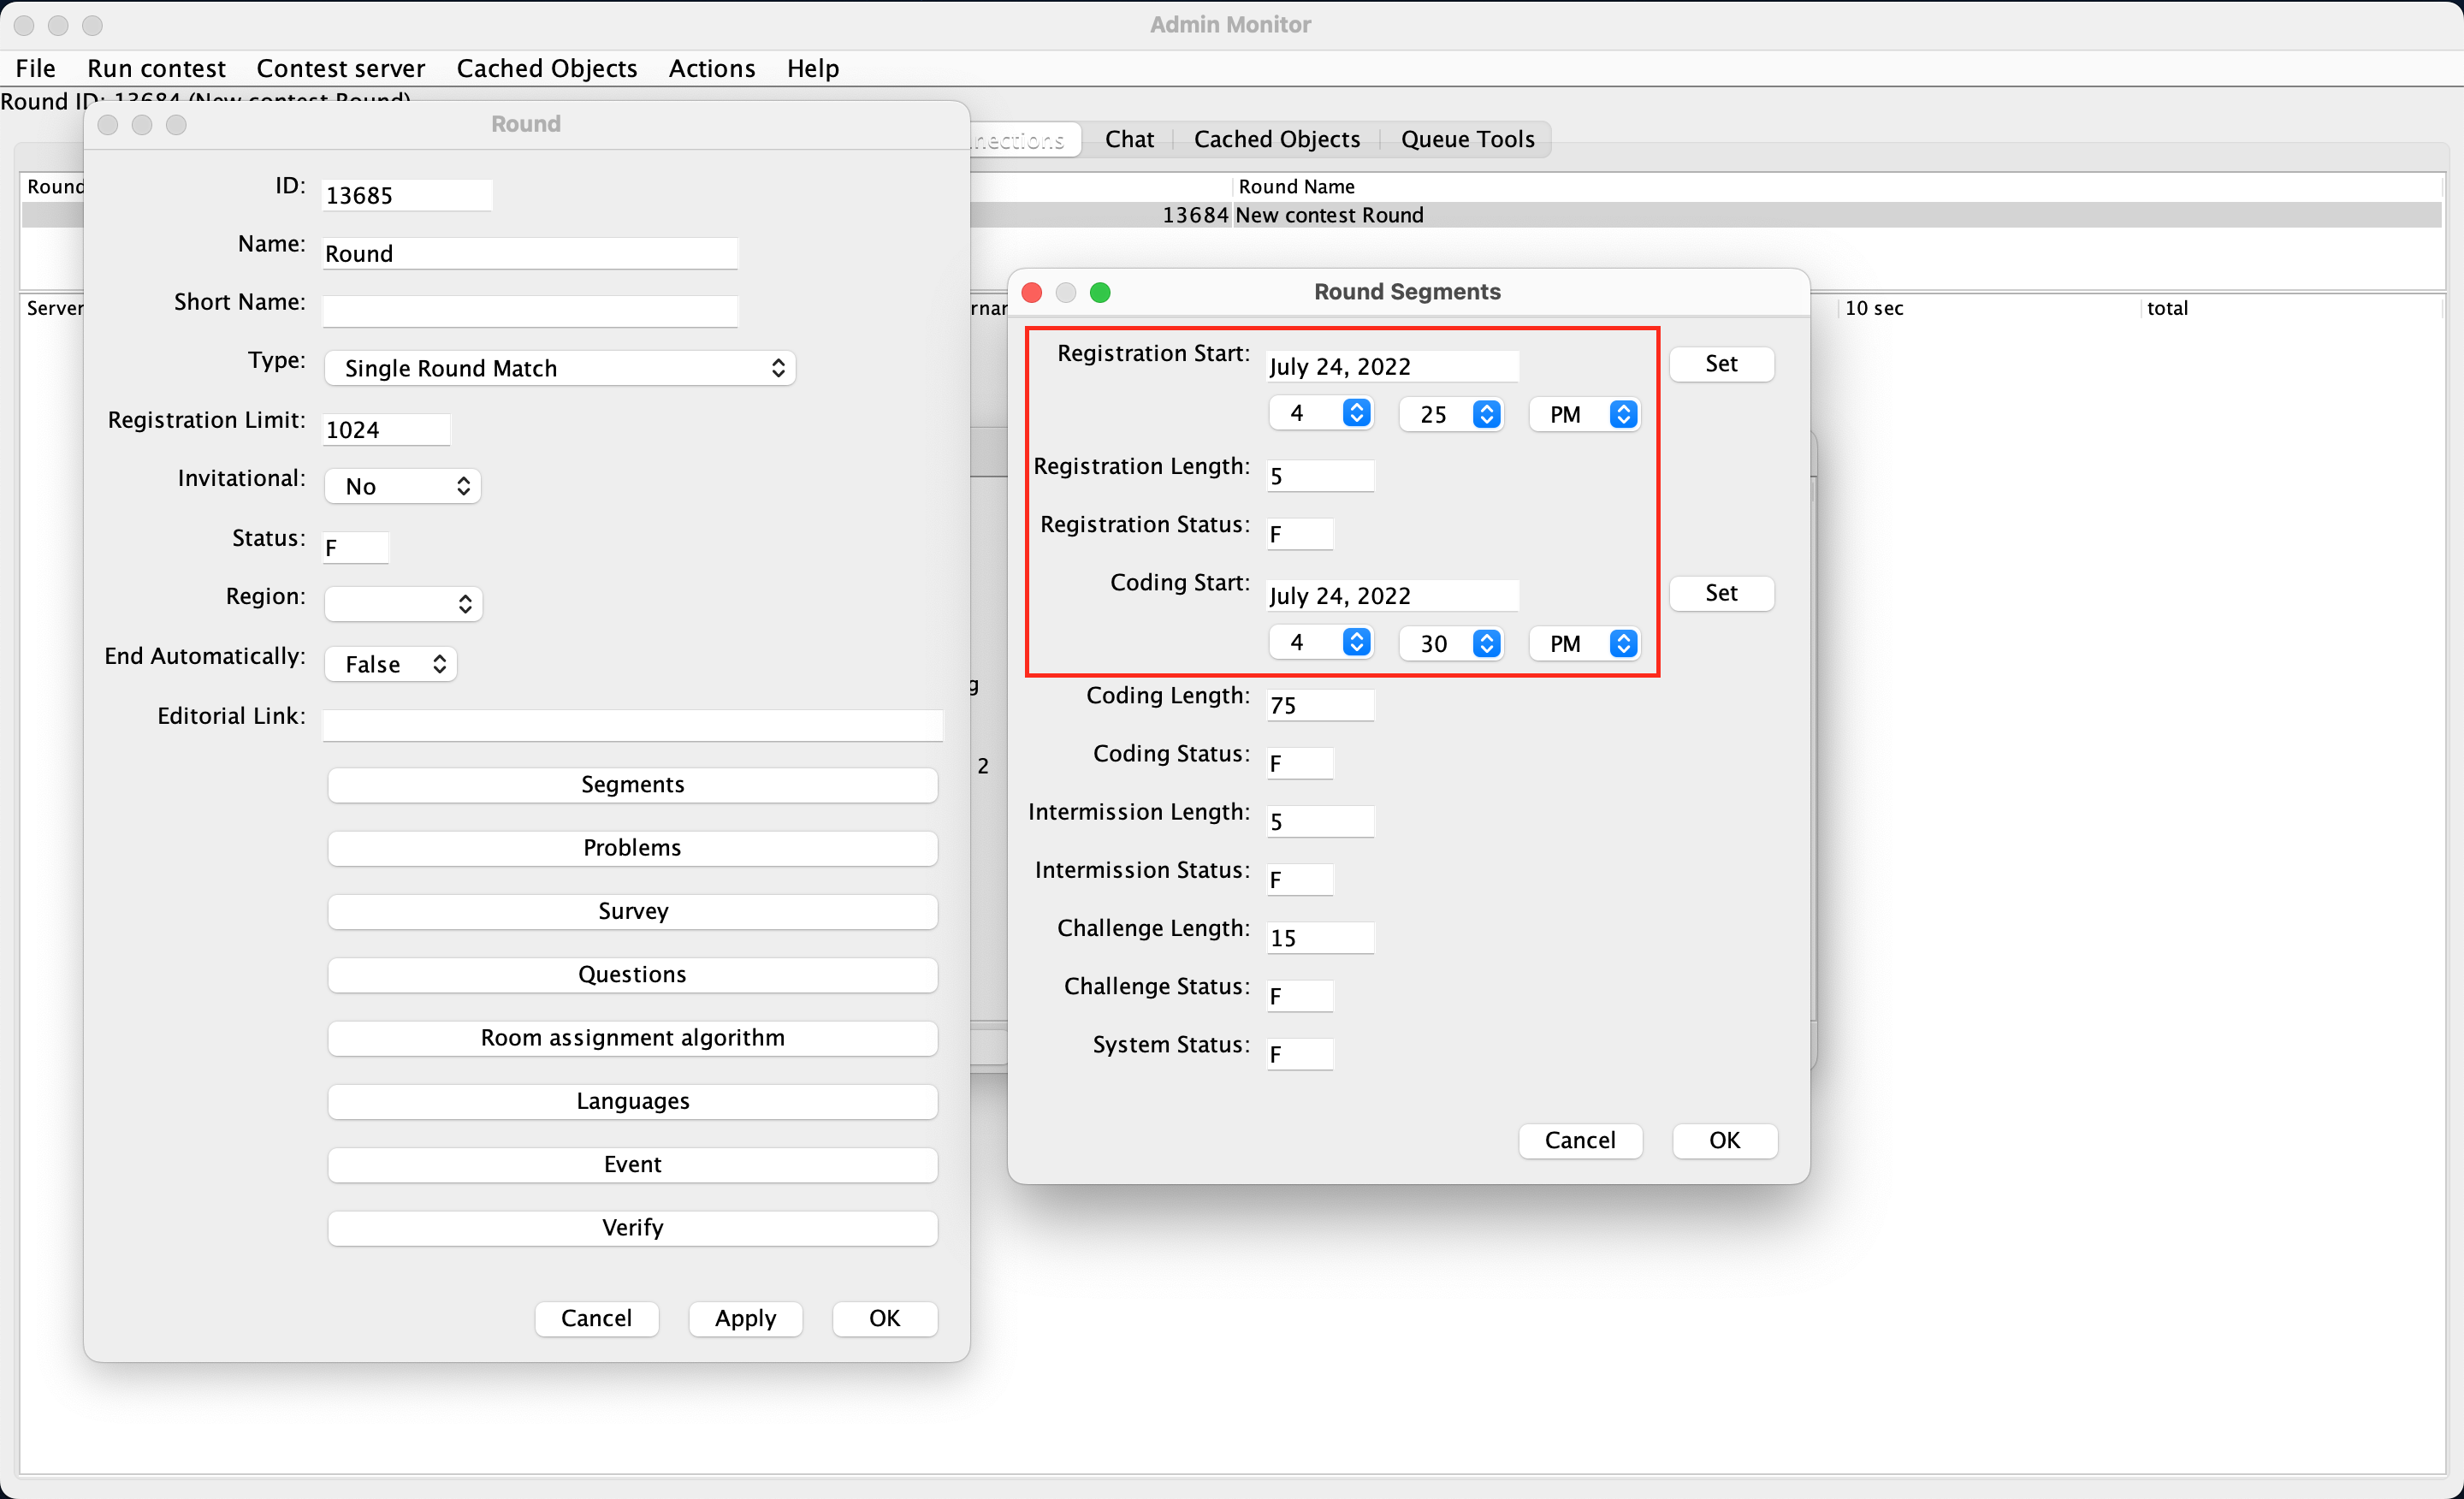 Admin Monitor
File Run contest Contest server Cached Objects Actions Help
Round ID: 13684 (New contest Round)
Chat Cached Objects Queue Tools
Round Round Name
13684 New contest Round
Server 10 sec total
Round
ID: 13685
Name: Round
Short Name:
Type: Single Round Match
Registration Limit: 1024
Invitational: No
Status: F
Region:
End Automatically: False
Editorial Link:
Segments
Problems
Survey
Questions
Room assignment algorithm
Languages
Event
Verify
Cancel Apply OK
2
Round Segments
Registration Start: July 24, 2022 Set
4 25 PM
Registration Length: 5
Registration Status: F
Coding Start: July 24, 2022 Set
4 30 PM
Coding Length: 75
Coding Status: F
Intermission Length: 5
Intermission Status: F
Challenge Length: 15
Challenge Status: F
System Status: F
Cancel OK